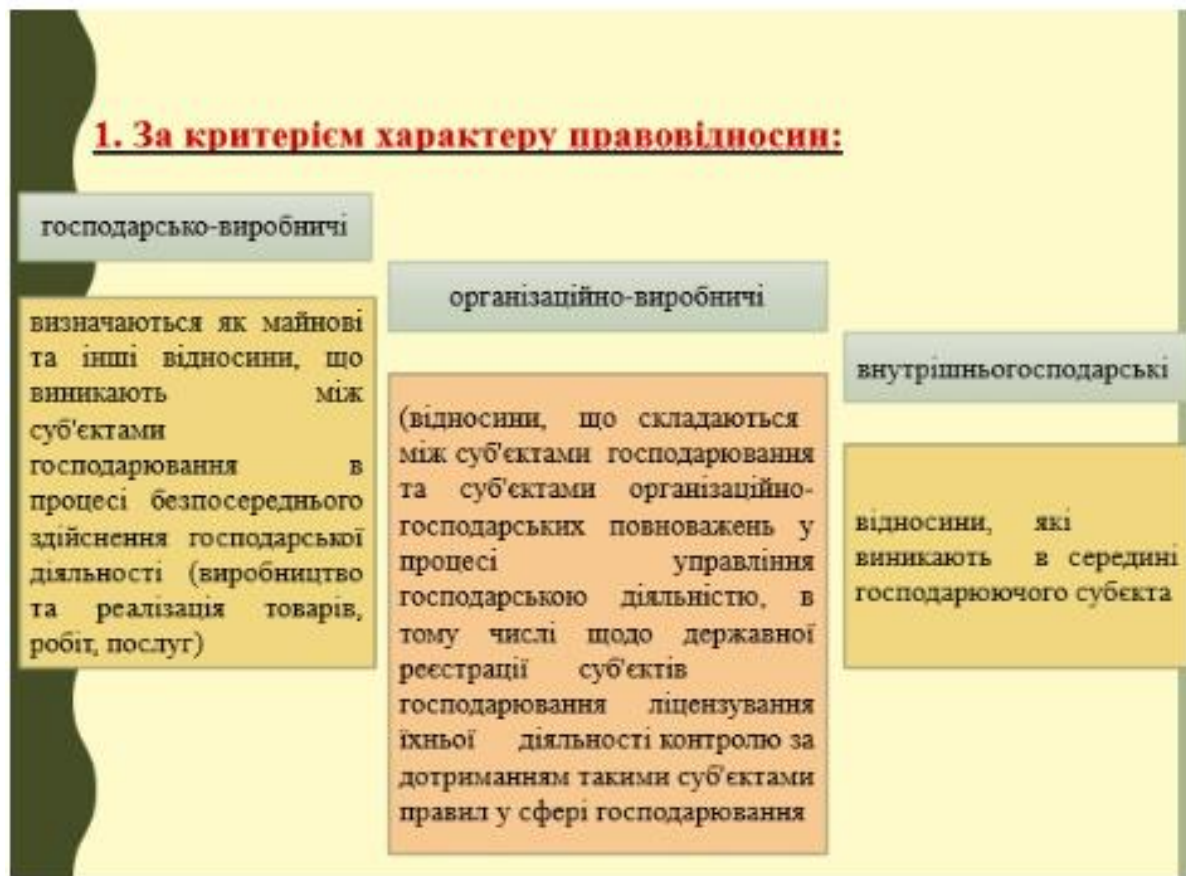 1. За критерієм характеру правовідносин:
господарсько-виробничі
визначаються як майнові
та інші відносини, що
виникають між
суб'єктами
господарювання в
процесі безпосереднього
здійснення господарської
діяльності (виробництво
та реалізація товарів,
робіт, послуг)
організаційно-виробничі
(відносини, що складаються
між суб'єктами господарювання
та суб'єктами організаційно-
господарських повноважень у
процесі управління
господарською діяльністю, в
тому числі щодо державної
реєстрації суб'єктів
господарювання ліцензування
їхньої діяльності контролю за
дотриманням такими суб'єктами
правил у сфері господарювання
внутрішньогосподарські
відносини, які
виникають в середині
господарюючого субєкта